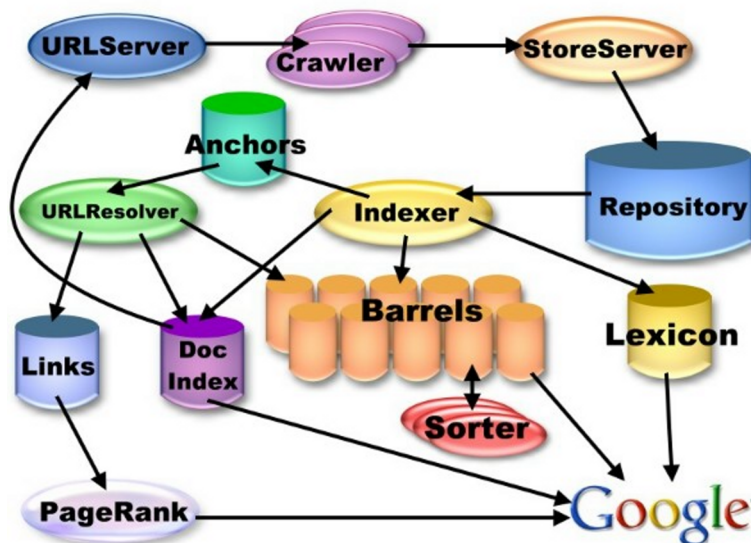 URLServer
Crawler
StoreServer
Anchors
URLResolver
Indexer
Repository
Barrels
Lexicon
Links
Doc
Index
Sorter
PageRank
Google